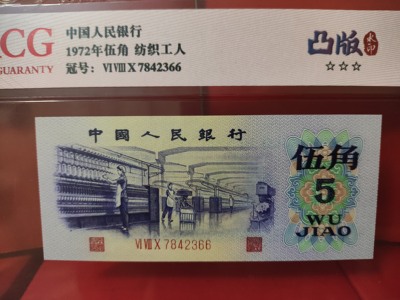 CG
GUARANTY
中国人民银行
1972年伍角 纺织工人
冠号: VI VIII X 7842366
凸版
水印
☆☆☆
中國人民銀行
伍角
5
WU
JIAO
VI VIII X 7842366